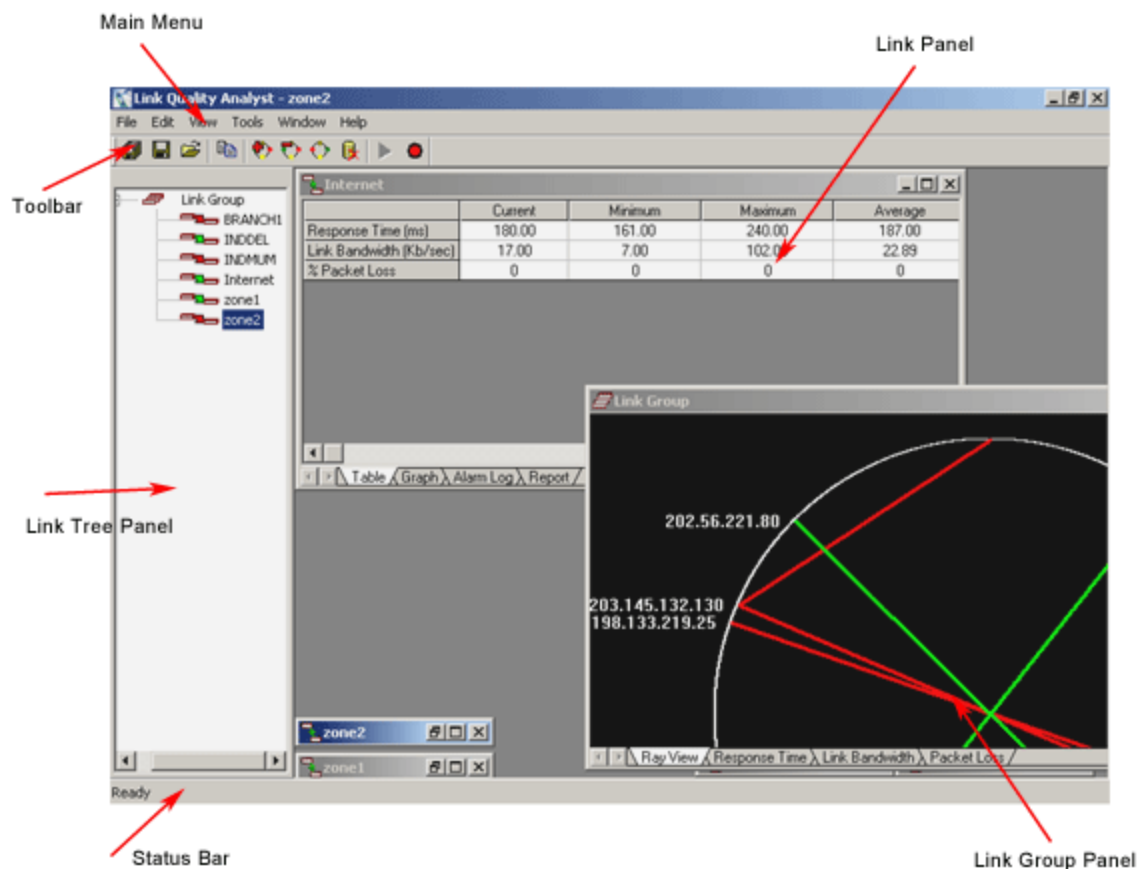 Main Menu
Link Panel
Link Quality Analyst - zone2
File Edit View Tools Window Help
Toolbar
Link Group
BRANCH1
INDDEL
INDMUM
Internet
zone1
zone2
Internet
Current Minimum Maximum Average
Response Time (ms) 180.00 161.00 240.00 187.00
Link Bandwidth (Kb/sec) 17.00 7.00 102.00 22.89
% Packet Loss 0 0 0 0
Table Graph Alarm Log Report
Link Group
202.56.221.80
203.145.132.130
198.133.219.25
Ray View Response Time Link Bandwidth Packet Loss
Link Tree Panel
zone2
zone1
Ready
Status Bar
Link Group Panel